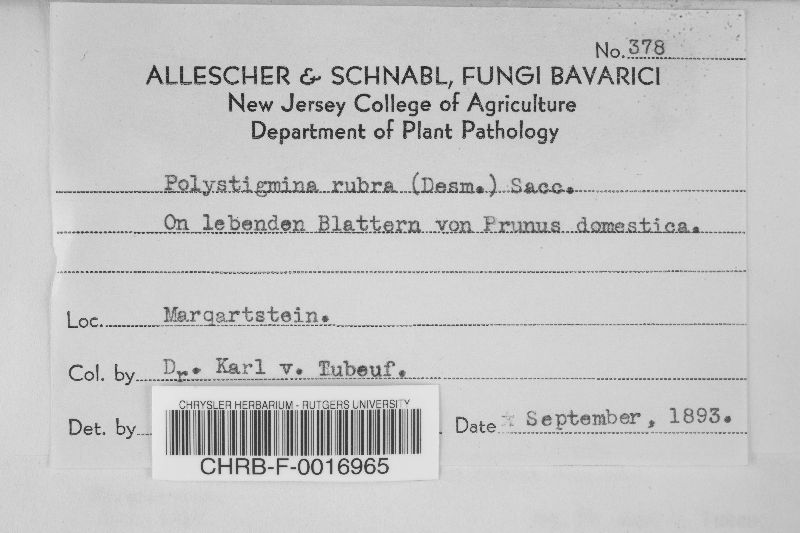 No. 378
ALLESCHER & SCHNABL, FUNGI BAVARICI
New Jersey College of Agriculture
Department of Plant Pathology
Polystigmina rubra (Desm.) Sacc.
On lebenden Blattern von Prunus domestica.
Loc. Marqartstein.
Col. by Dr. Karl v. Tubeuf.
Det. by
Date September, 1893.
CHRYSLER HERBARIUM - RUTGERS UNIVERSITY
CHRB-F-0016965